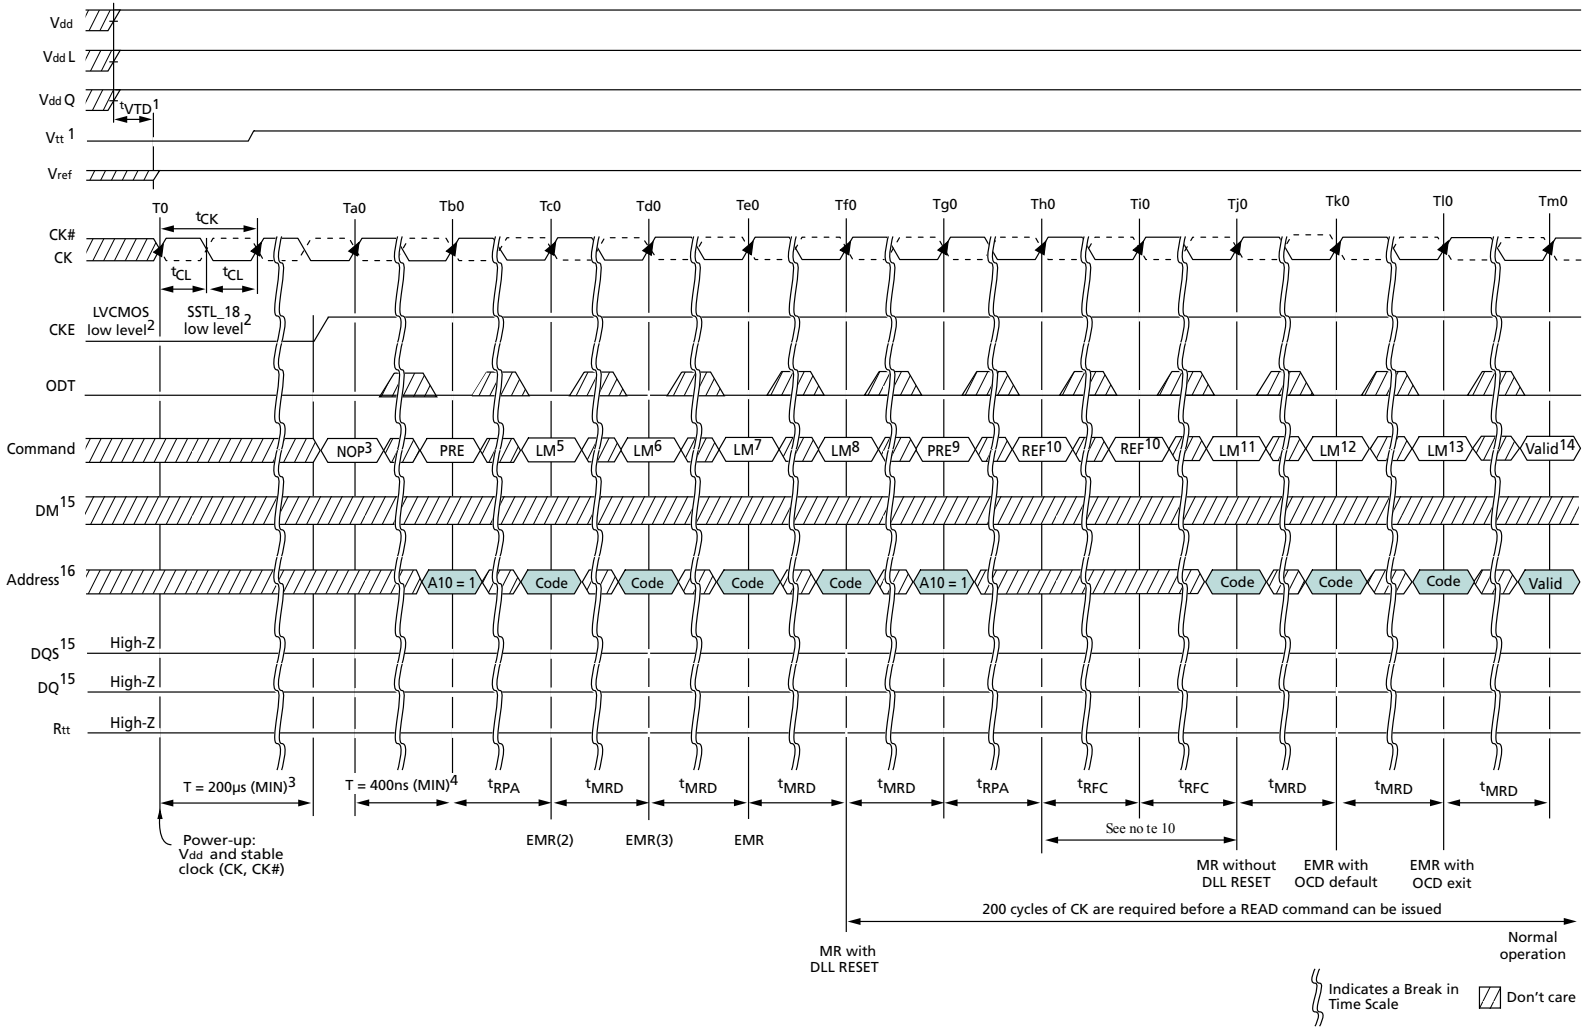 Vdd
VddL
VddQ
tVTD1
Vtt1
Vref
T0 Ta0 Tb0 Tc0 Td0 Te0 Tf0 Tg0 Th0 Ti0 Tj0 Tk0 Tl0 Tm0
tCK
CK#
CK
tCL tCL
LVCMOS
low level2
SSTL_18
low level2
CKE
ODT
Command NOP3 PRE LM5 LM6 LM7 LM8 PRE9 REF10 REF10 LM11 LM12 LM13 Valid14
DM15
Address16 A10 = 1 Code Code Code Code A10 = 1 Code Code Code Valid
DQS15 High-Z
DQ15 High-Z
Rtt High-Z
T = 200µs (MIN)3 T = 400ns (MIN)4 tRPA tMRD tMRD tMRD tMRD tRPA tRFC tRFC tMRD tMRD tMRD
See note 10
Power-up:
Vdd and stable
clock (CK, CK#)
EMR(2) EMR(3) EMR
MR without
DLL RESET
EMR with
OCD default
EMR with
OCD exit
200 cycles of CK are required before a READ command can be issued
MR with
DLL RESET
Normal
operation
Indicates a Break in
Time Scale
Don't care